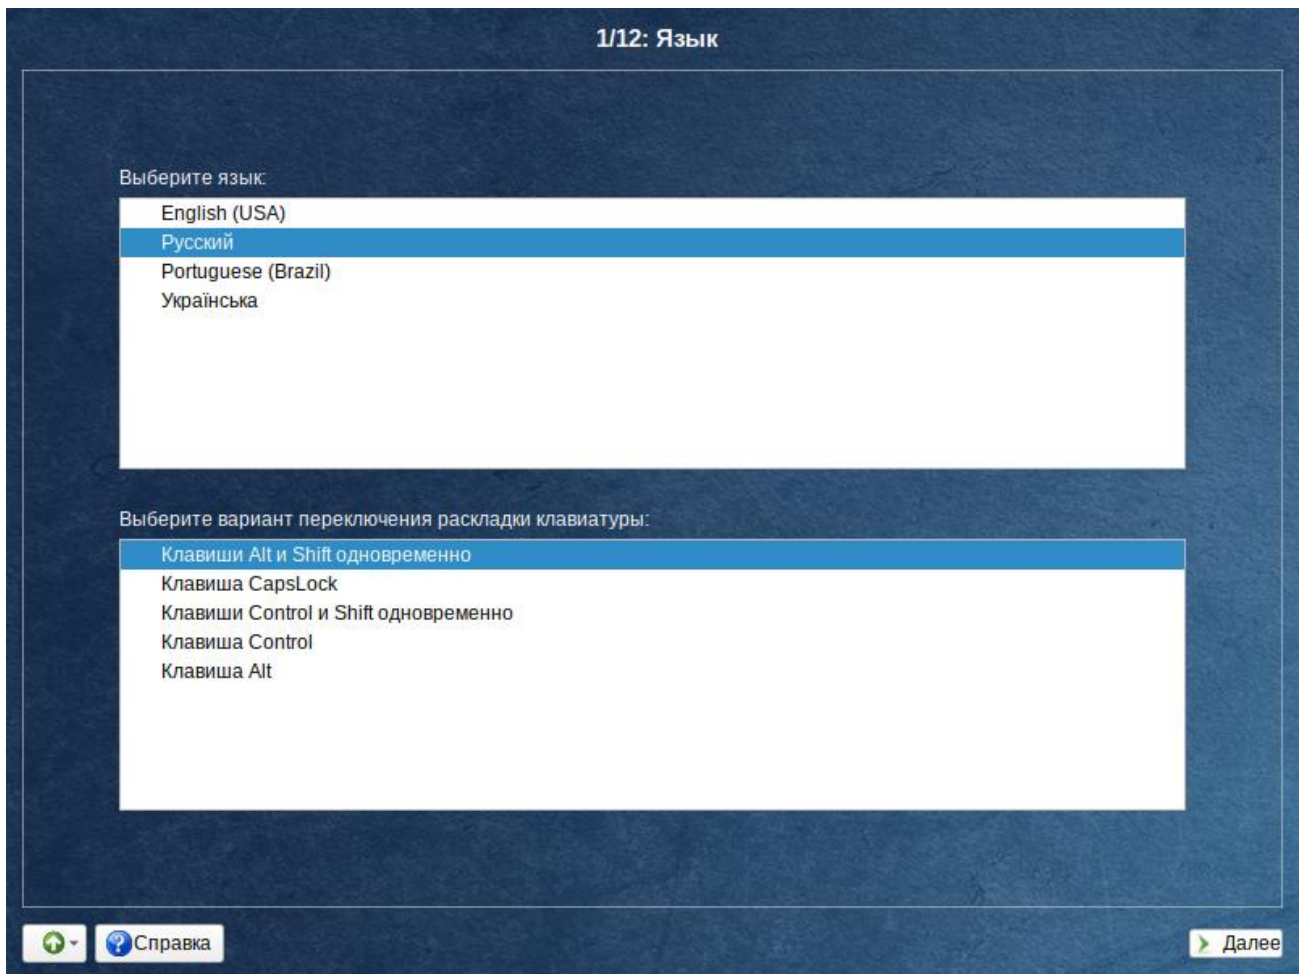 1/12: Язык
Выберите язык:
English (USA)
Русский
Portuguese (Brazil)
Українська
Выберите вариант переключения раскладки клавиатуры:
Клавиши Alt и Shift одновременно
Клавиша CapsLock
Клавиши Control и Shift одновременно
Клавиша Control
Клавиша Alt
Справка
Далее